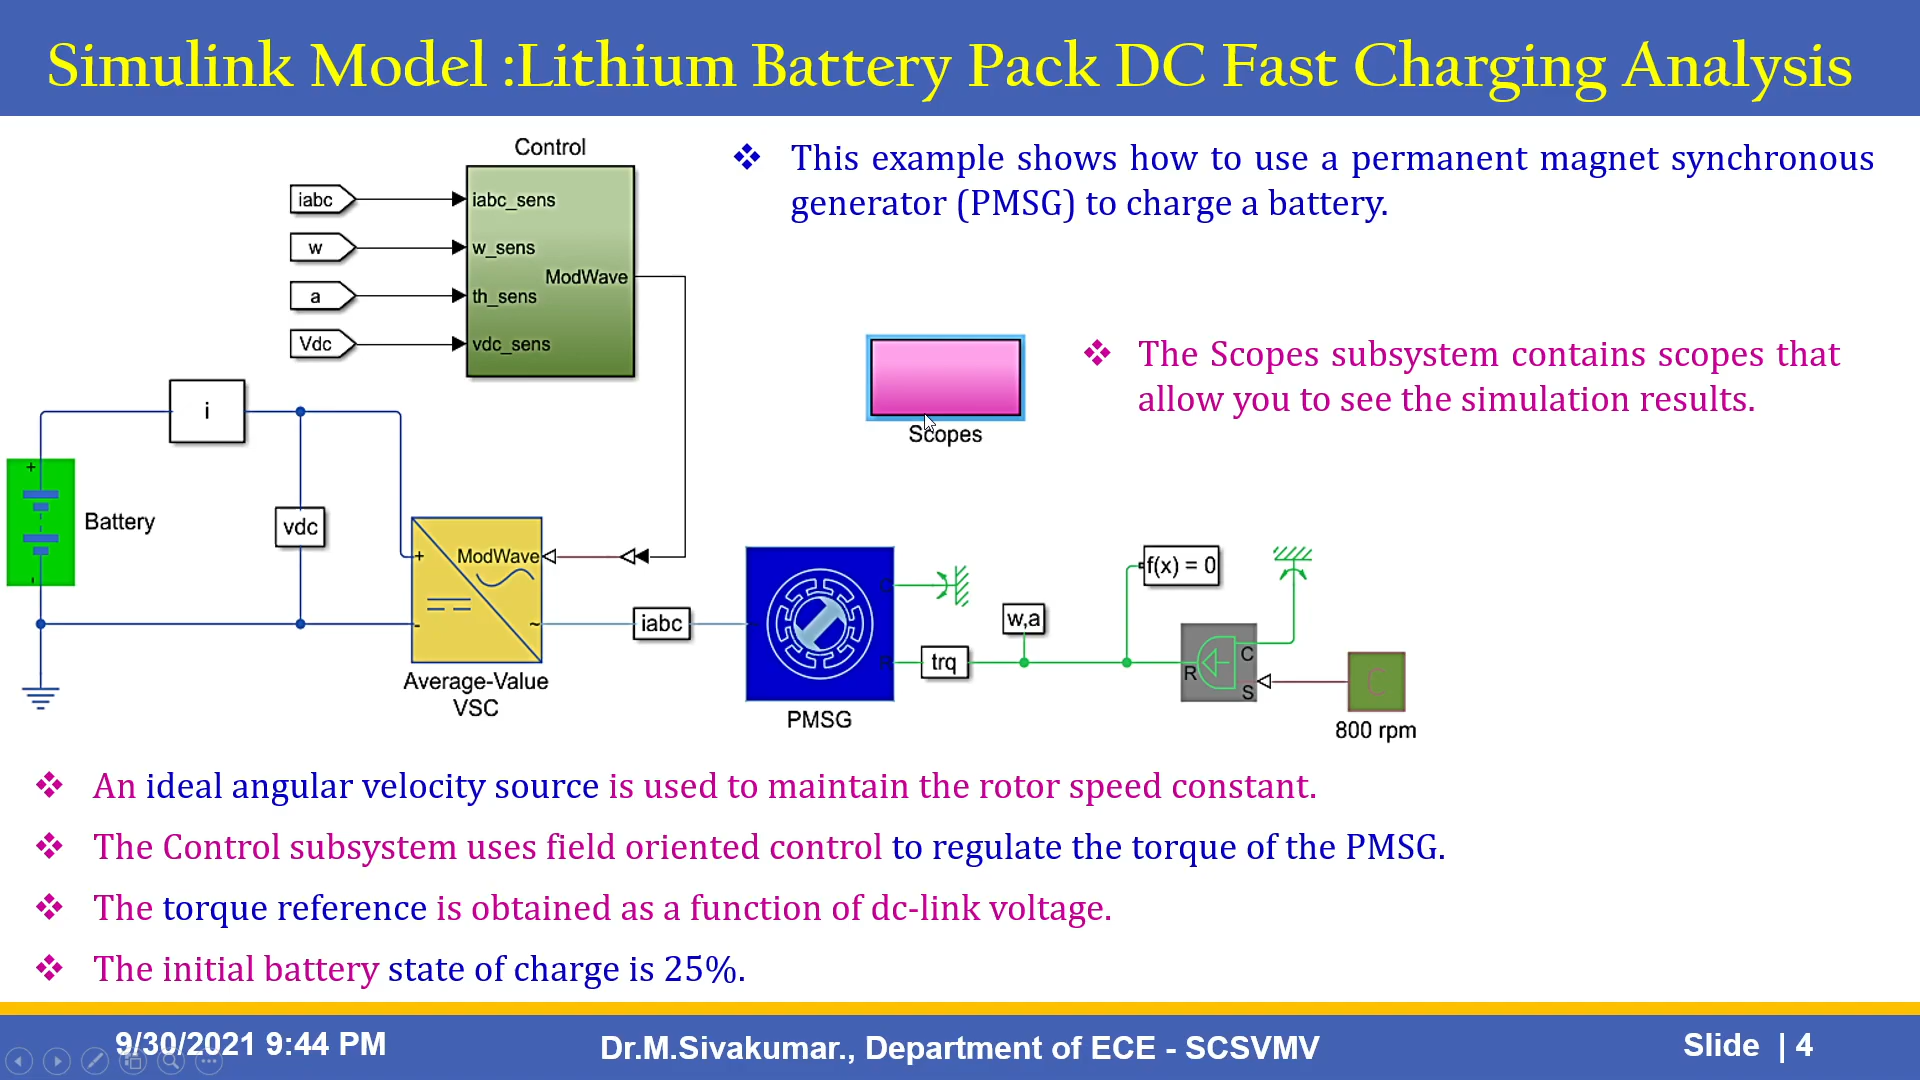 Simulink Model :Lithium Battery Pack DC Fast Charging Analysis
Control
iabc
iabc_sens
w
w_sens
ModWave
a
th_sens
Vdc
vdc_sens
❖ This example shows how to use a permanent magnet synchronous
generator (PMSG) to charge a battery.
Scopes
❖ The Scopes subsystem contains scopes that
allow you to see the simulation results.
i
+
Battery
-
vdc
+
ModWave
-
~
Average-Value
VSC
iabc
C
R
PMSG
trq
w,a
f(x) = 0
R
C
S
C
800 rpm
❖ An ideal angular velocity source is used to maintain the rotor speed constant.
❖ The Control subsystem uses field oriented control to regulate the torque of the PMSG.
❖ The torque reference is obtained as a function of dc-link voltage.
❖ The initial battery state of charge is 25%.
9/30/2021 9:44 PM
Dr.M.Sivakumar., Department of ECE - SCSVMV
Slide | 4